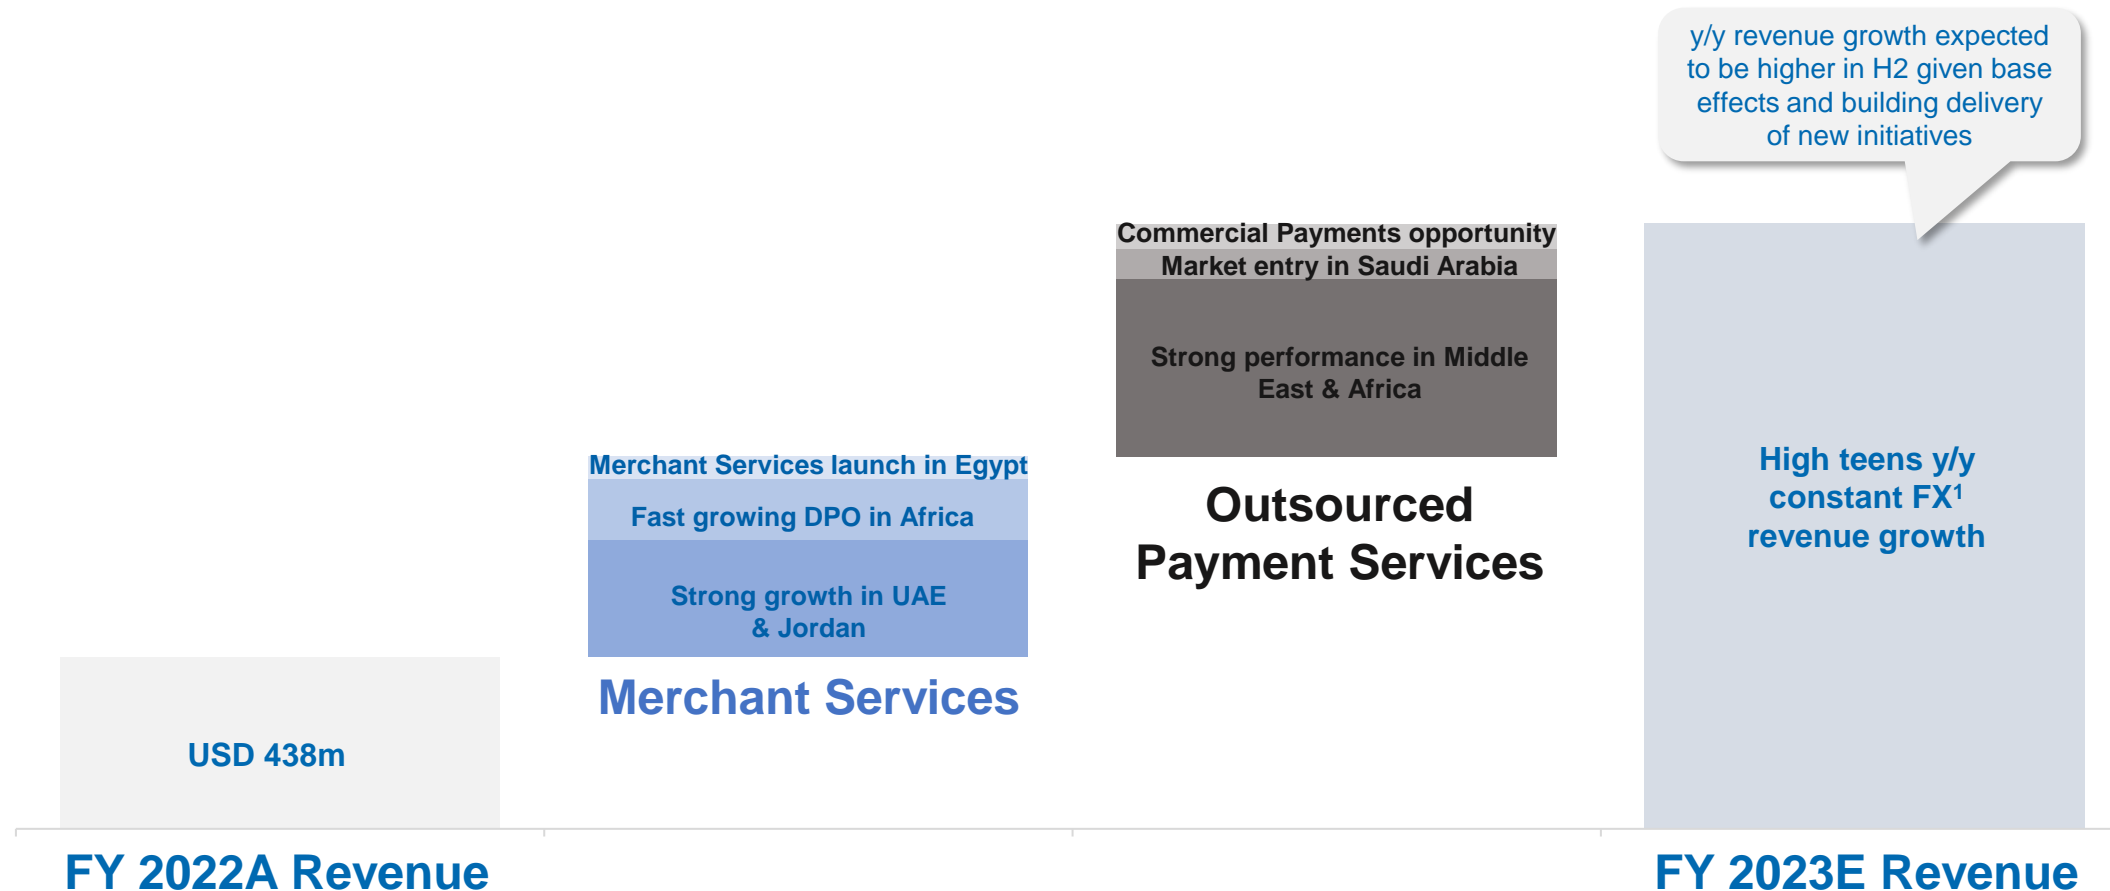 y/y revenue growth expected
to be higher in H2 given base
effects and building delivery
of new initiatives
Commercial Payments opportunity
Market entry in Saudi Arabia
Strong performance in Middle
East & Africa
Outsourced
Payment Services
Merchant Services launch in Egypt
Fast growing DPO in Africa
Strong growth in UAE
& Jordan
Merchant Services
High teens y/y
constant FX¹
revenue growth
USD 438m
FY 2022A Revenue
FY 2023E Revenue